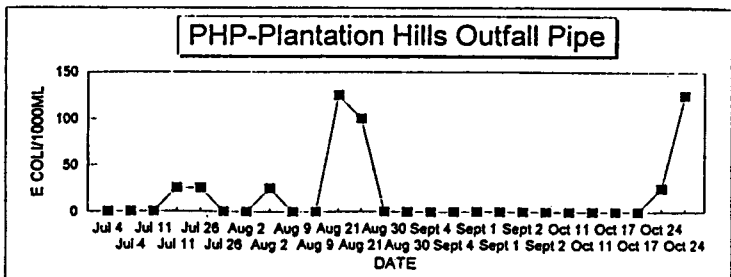 PHP-Plantation Hills Outfall Pipe
E COLI/1000ML
150
100
50
0
Jul 4 Jul 11 Jul 26 Aug 2 Aug 9 Aug 21 Aug 30 Sept 4 Sept 1 Sept 2 Oct 11 Oct 17 Oct 24
Jul 4 Jul 11 Jul 26 Aug 2 Aug 9 Aug 21 Aug 30 Sept 4 Sept 1 Sept 2 Oct 11 Oct 17 Oct 24
DATE